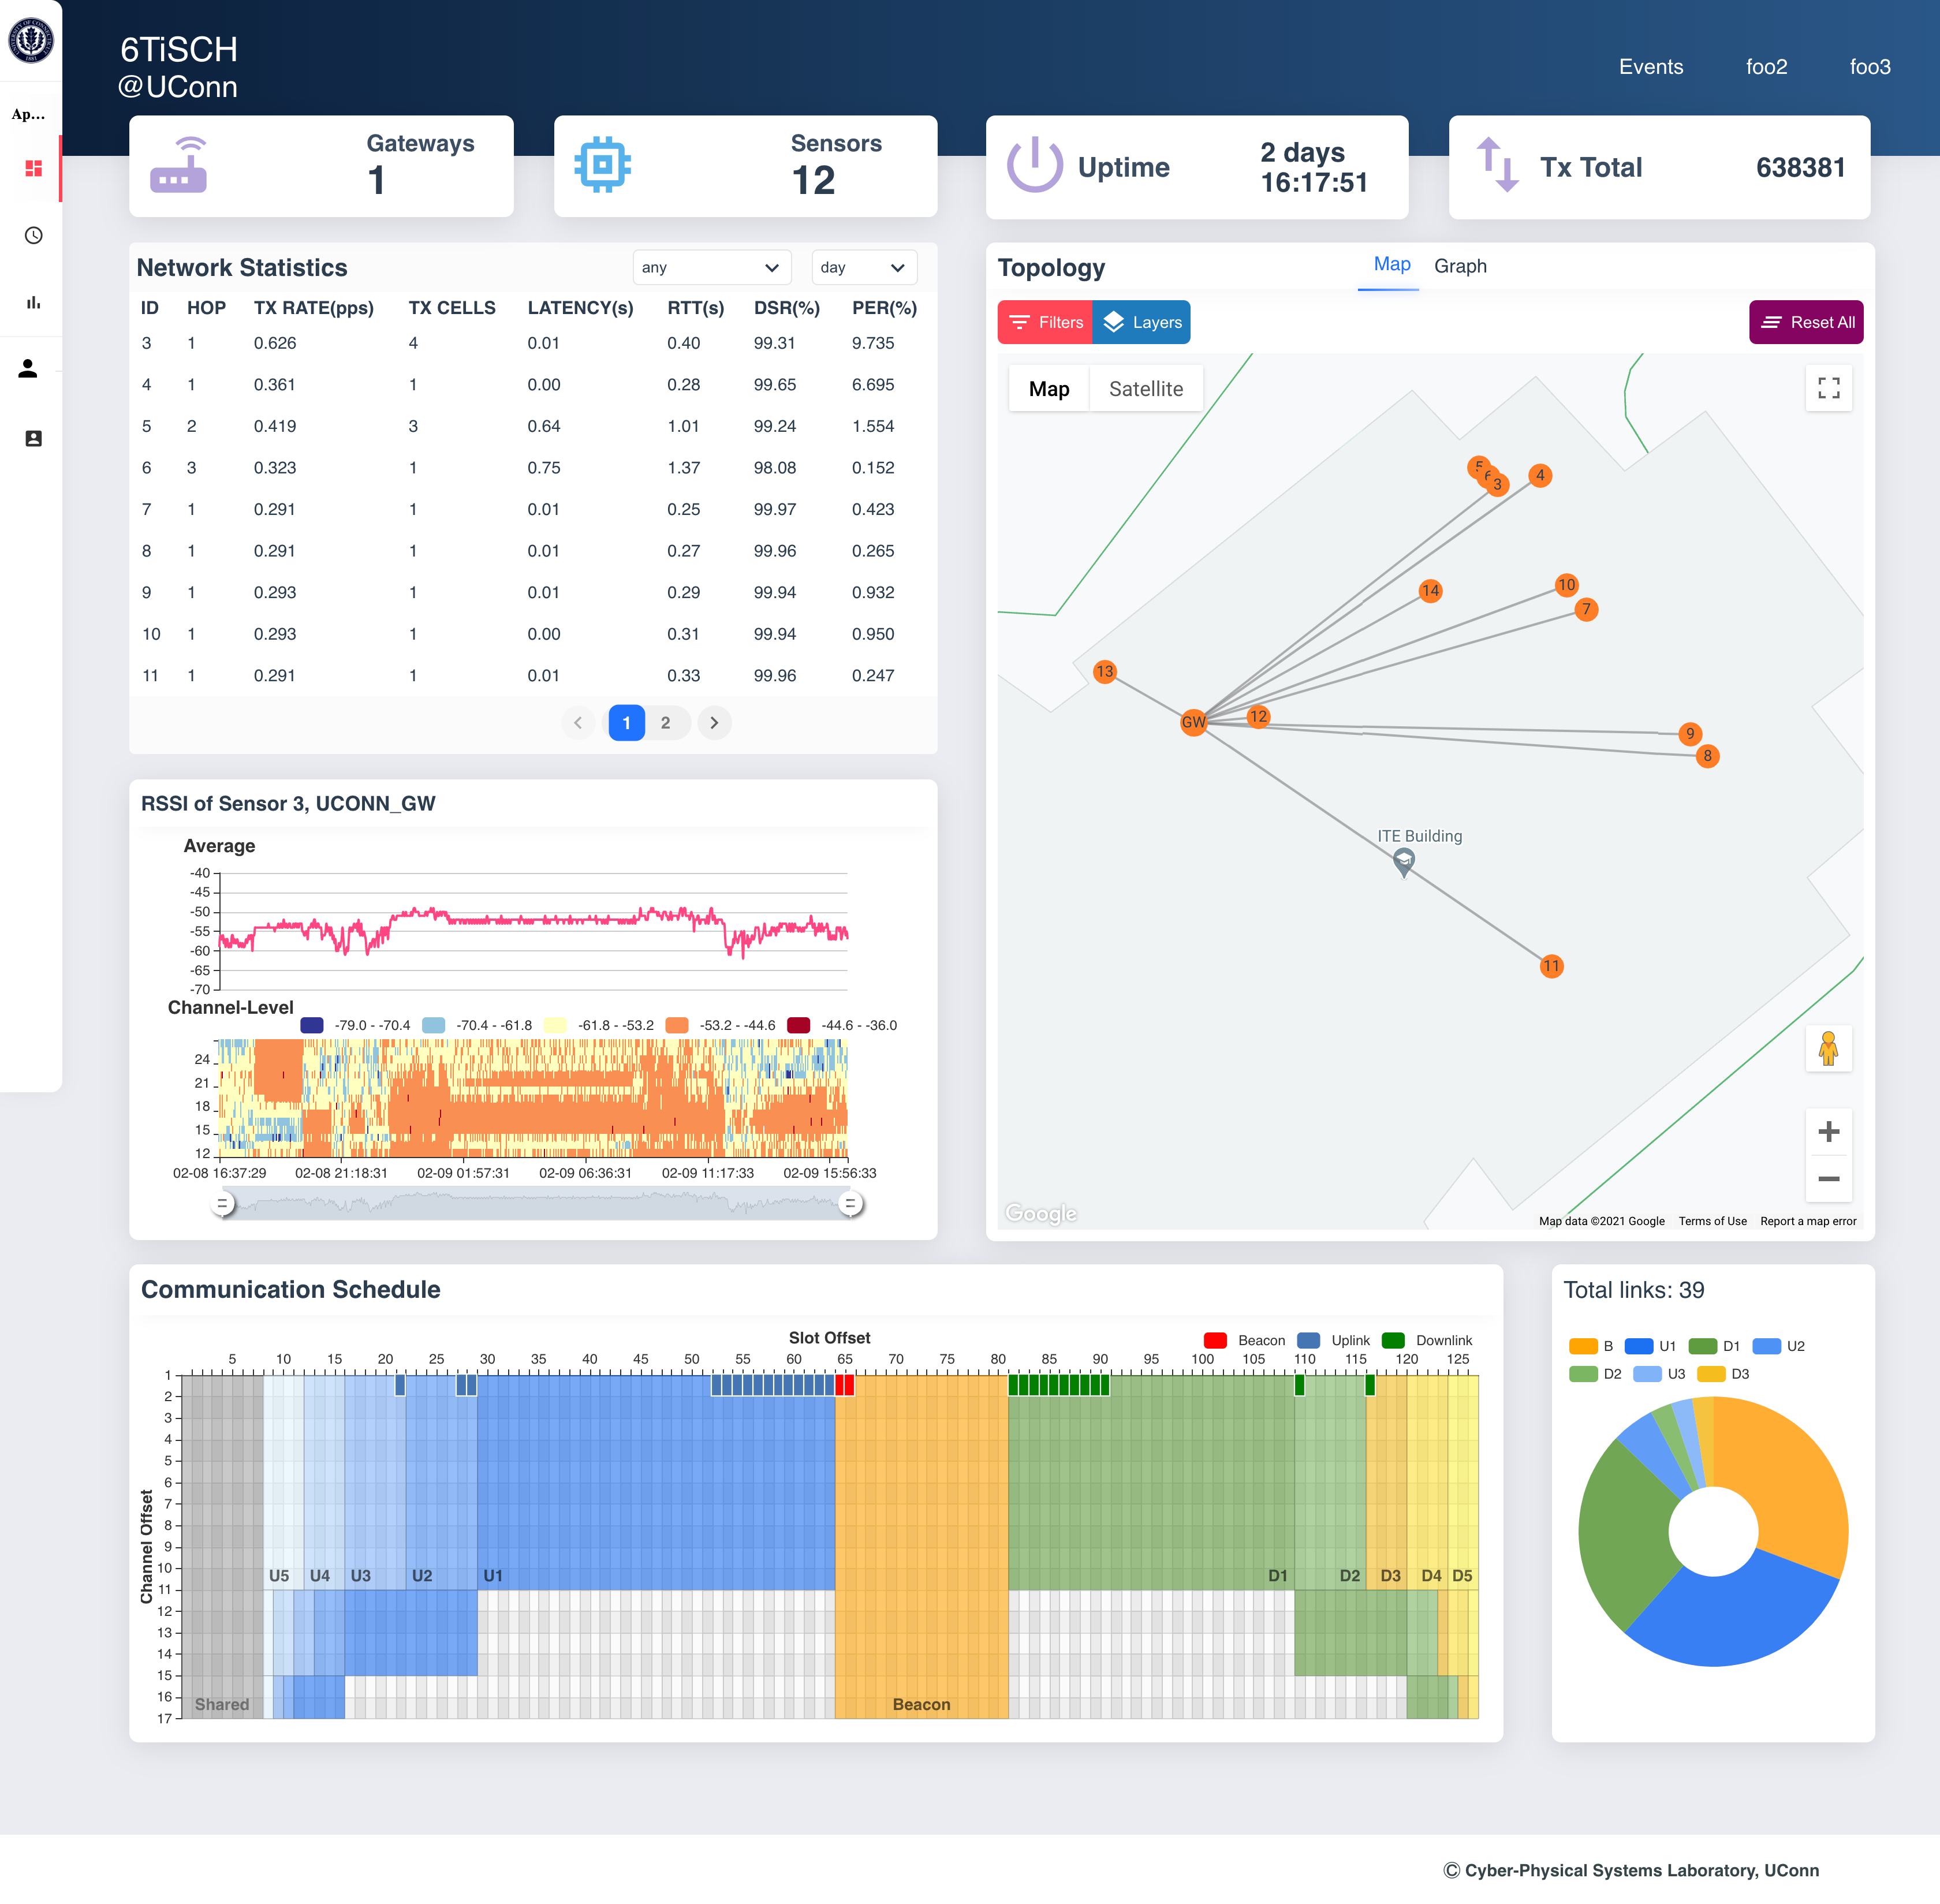 6TiSCH
@UConn
Events foo2 foo3
Ap...
Gateways
1
Sensors
12
Uptime
2 days
16:17:51
Tx Total 638381
Network Statistics any day
ID HOP TX RATE(pps) TX CELLS LATENCY(s) RTT(s) DSR(%) PER(%)
3 1 0.626 4 0.01 0.40 99.31 9.735
4 1 0.361 1 0.00 0.28 99.65 6.695
5 2 0.419 3 0.64 1.01 99.24 1.554
6 3 0.323 1 0.75 1.37 98.08 0.152
7 1 0.291 1 0.01 0.25 99.97 0.423
8 1 0.291 1 0.01 0.27 99.96 0.265
9 1 0.293 1 0.01 0.29 99.94 0.932
10 1 0.293 1 0.00 0.31 99.94 0.950
11 1 0.291 1 0.01 0.33 99.96 0.247
1 2
Topology Map Graph
Filters Layers Reset All
Map Satellite
5
6
3
4
14
10
7
13
GW
12
9
8
ITE Building
11
Google
Map data ©2021 Google Terms of Use Report a map error
RSSI of Sensor 3, UCONN_GW
Average
-40
-45
-50
-55
-60
-65
-70
Channel-Level
-79.0 - -70.4 -70.4 - -61.8 -61.8 - -53.2 -53.2 - -44.6 -44.6 - -36.0
24
21
18
15
12
02-08 16:37:29 02-08 21:18:31 02-09 01:57:31 02-09 06:36:31 02-09 11:17:33 02-09 15:56:33
Communication Schedule
Slot Offset
Beacon Uplink Downlink
5 10 15 20 25 30 35 40 45 50 55 60 65 70 75 80 85 90 95 100 105 110 115 120 125
Channel Offset
1
2
3
4
5
6
7
8
9
10
11
12
13
14
15
16
17
U5 U4 U3 U2 U1 D1 D2 D3 D4 D5
Shared Beacon
Total links: 39
B U1 D1 U2
D2 U3 D3
© Cyber-Physical Systems Laboratory, UConn